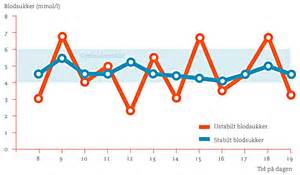 Blodsukker (mmol/l)
8
7
6
5
4
3
2
1
0
8 9 10 11 12 13 14 15 16 17 18 19
Ustabilt blodsukker
Stabilt blodsukker
Tid på dagen